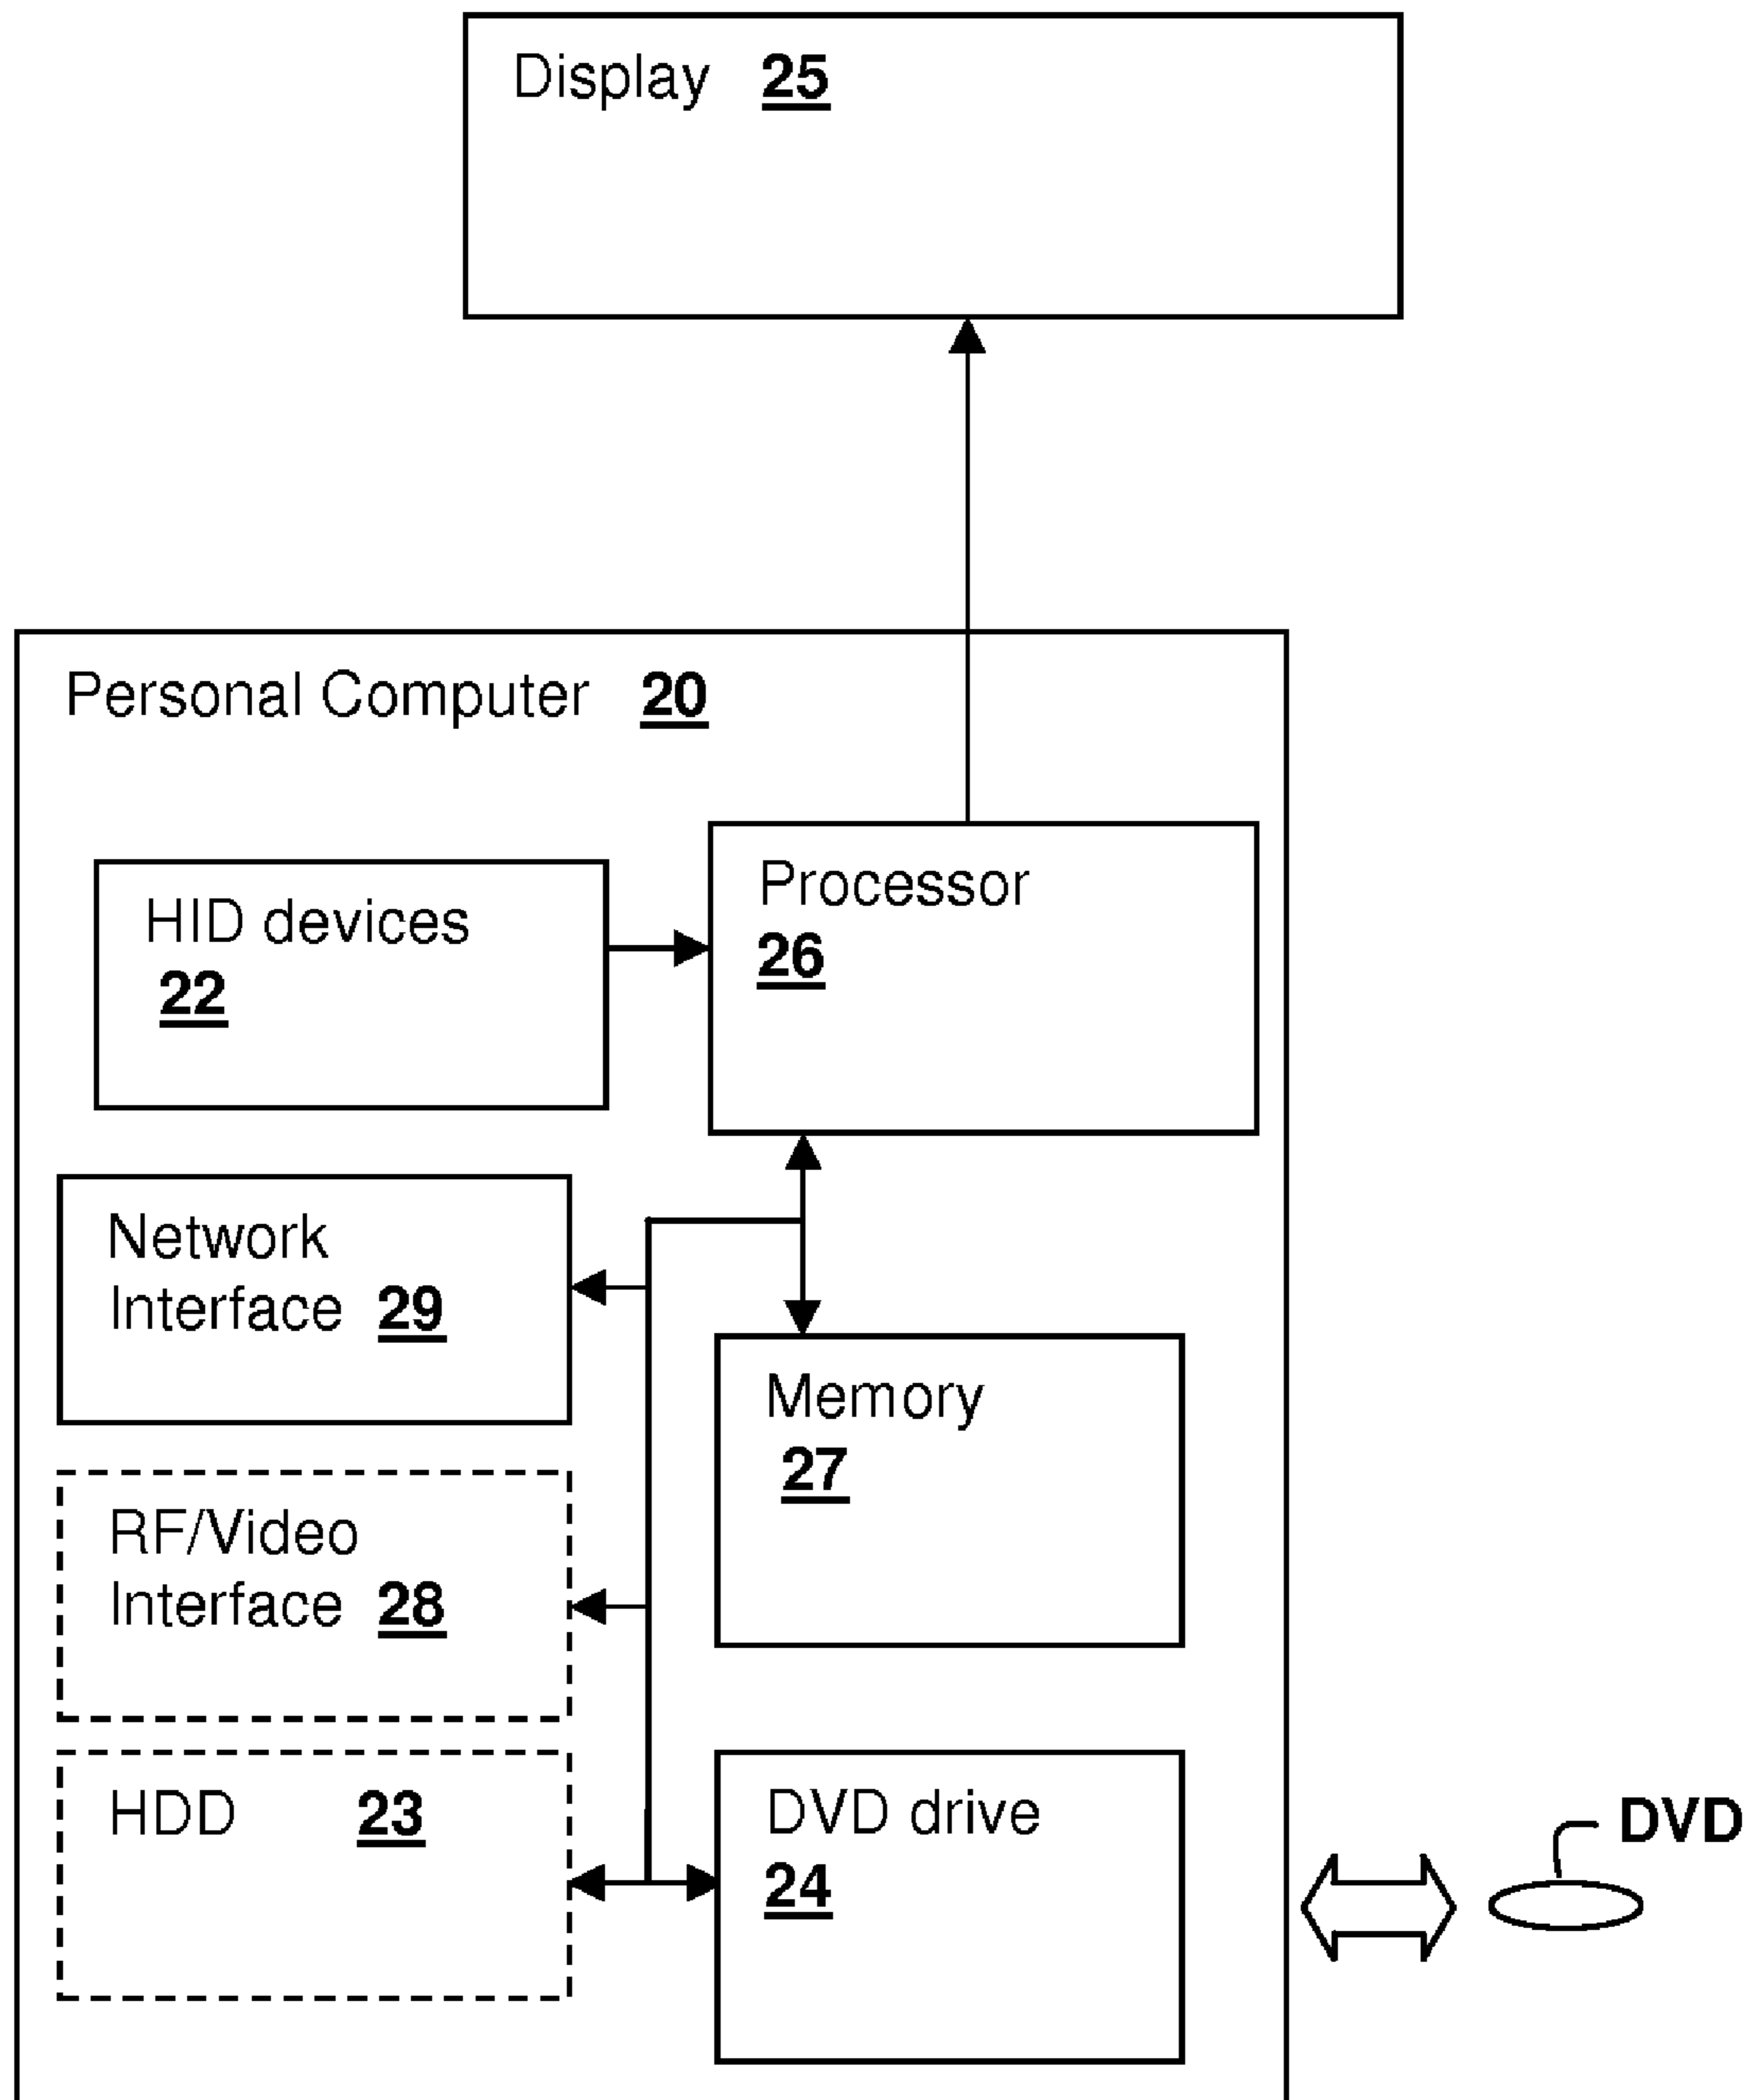 Display 25
Personal Computer 20
HID devices
22
Processor
26
Network
Interface 29
Memory
27
RF/Video
Interface 28
HDD 23
DVD drive
24
DVD